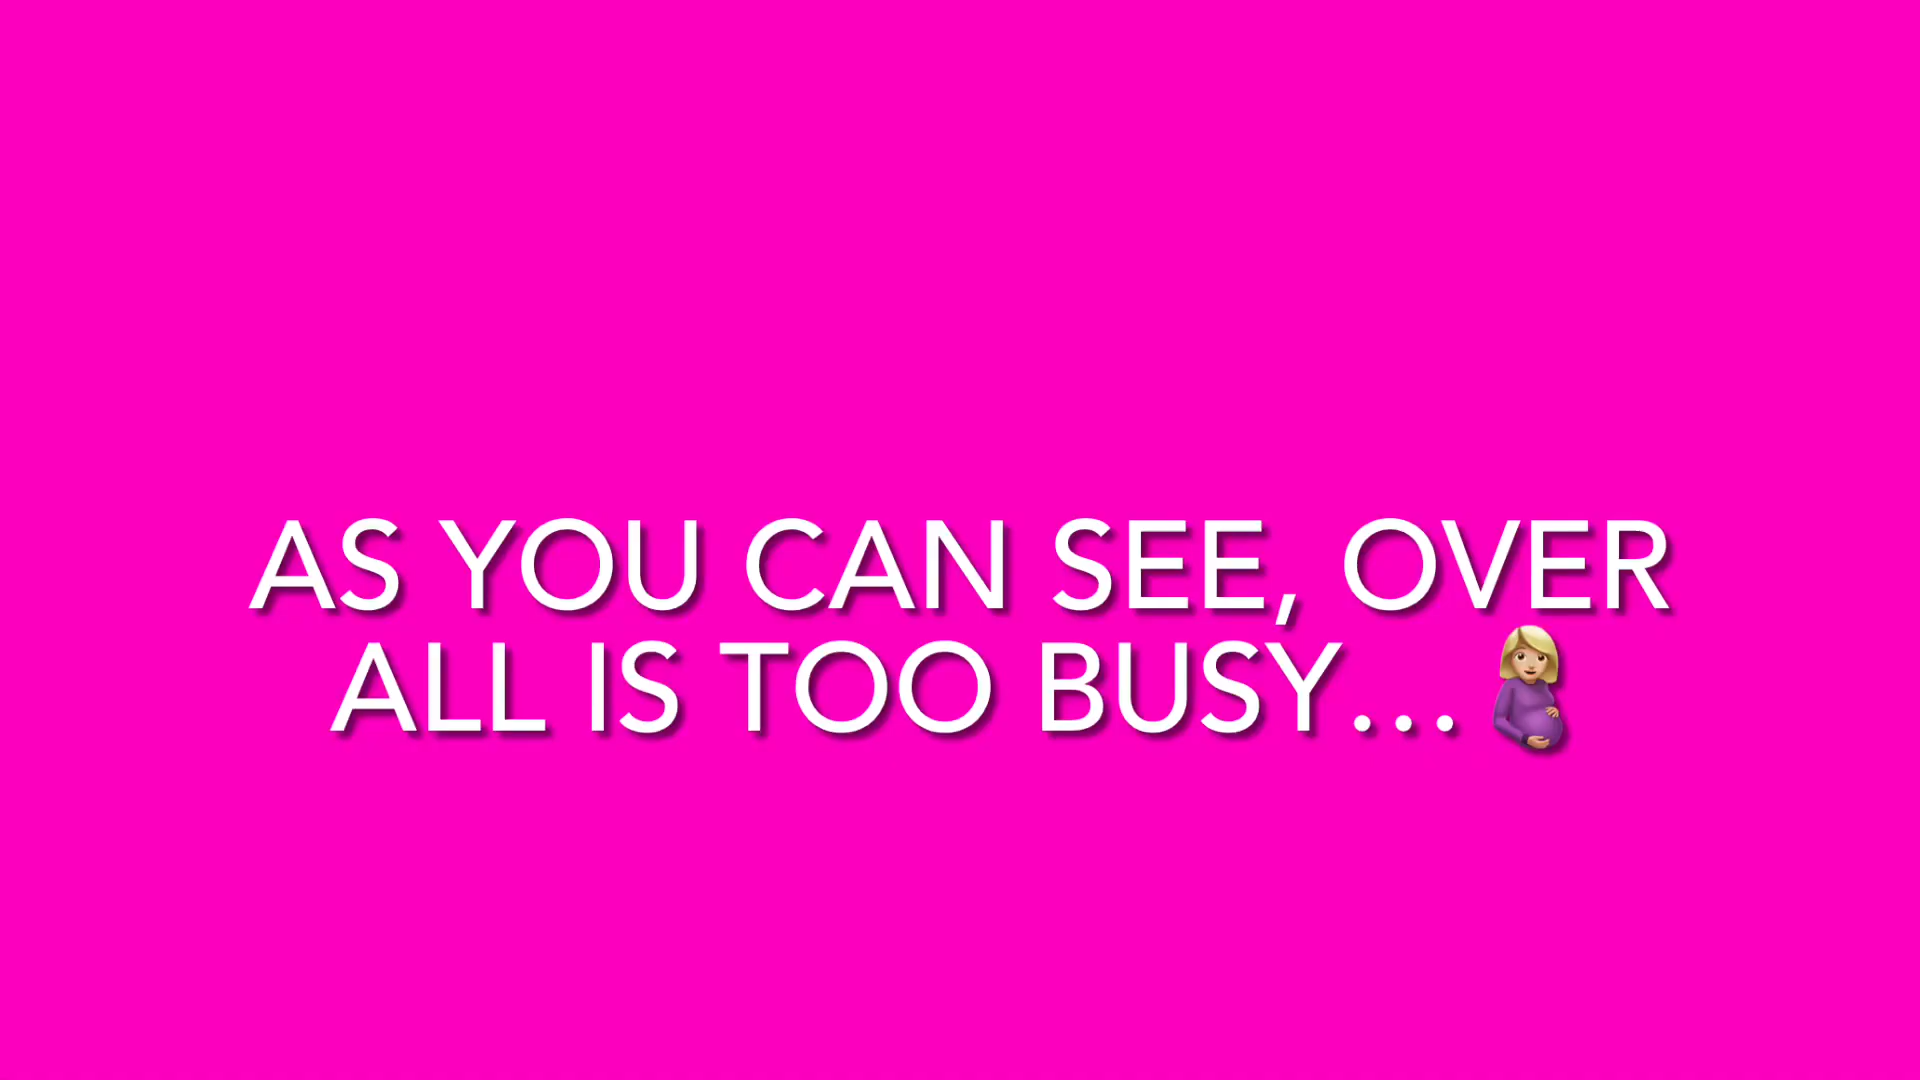 AS YOU CAN SEE, OVER
ALL IS TOO BUSY...🤰🏼